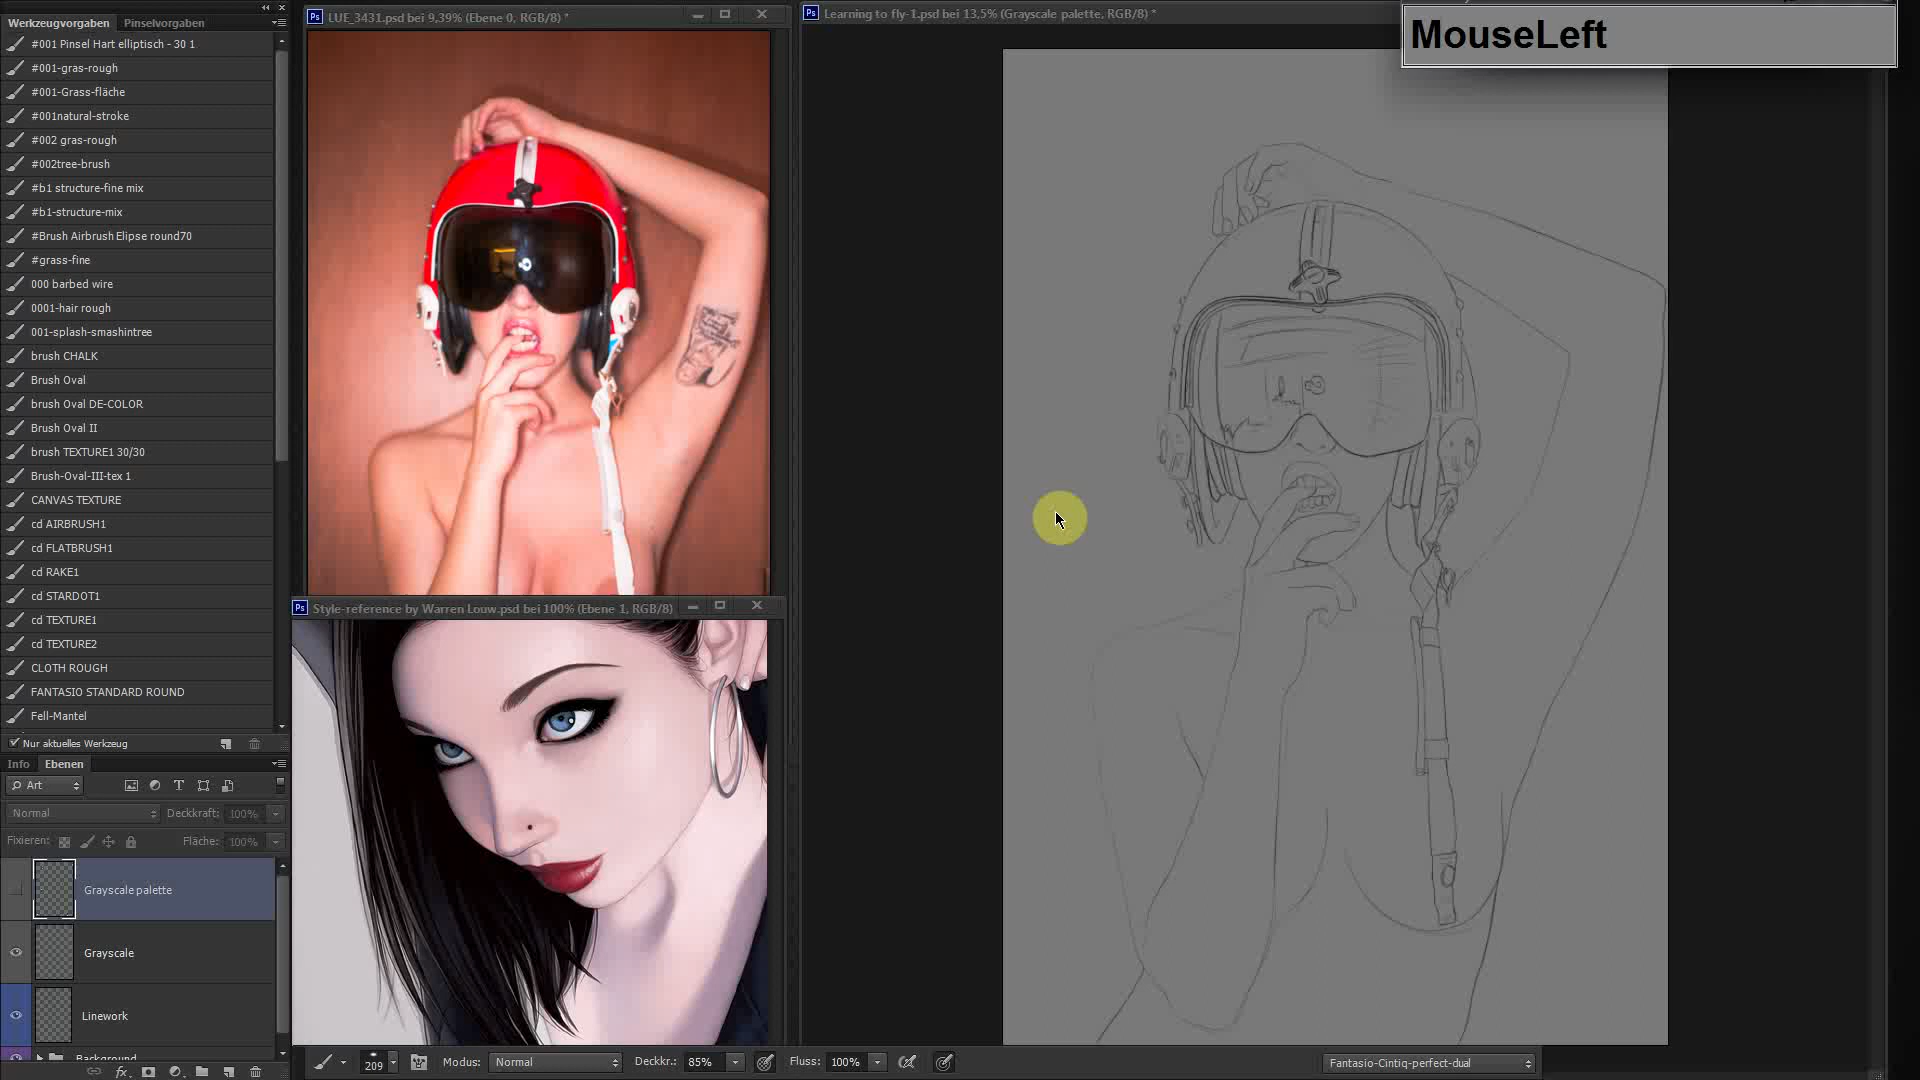 Werkzeugvorgaben
Pinselvorgaben
#001 Pinsel Hart elliptisch - 30 1
#001-gras-rough
#001-Grass-fläche
#001natural-stroke
#002 gras-rough
#002tree-brush
#b1 structure-fine mix
#b1-structure-mix
#Brush Airbrush Elipse round70
#grass-fine
000 barbed wire
0001-hair rough
001-splash-smashintree
brush CHALK
Brush Oval
brush Oval DE-COLOR
Brush Oval II
brush TEXTURE1 30/30
Brush-Oval-III-tex 1
CANVAS TEXTURE
cd AIRBRUSH1
cd FLATBRUSH1
cd RAKE1
cd STARDOT1
cd TEXTURE1
cd TEXTURE2
CLOTH ROUGH
FANTASIO STANDARD ROUND
Fell-Mantel
Nur aktuelles Werkzeug
Info
Ebenen
Art
Normal
Deckkraft: 100%
Fixieren:
Fläche: 100%
Grayscale palette
Grayscale
Linework
Background
fx
Ps LUE_3431.psd bei 9,39% (Ebene 0, RGB/8) *
Ps Style-reference by Warren Louw.psd bei 100% (Ebene 1, RGB/8)
Ps Learning to fly-1.psd bei 13,5% (Grayscale palette, RGB/8) *
MouseLeft
209
Modus: Normal
Deckkr.: 85%
Fluss: 100%
Fantasio-Cintiq-perfect-dual